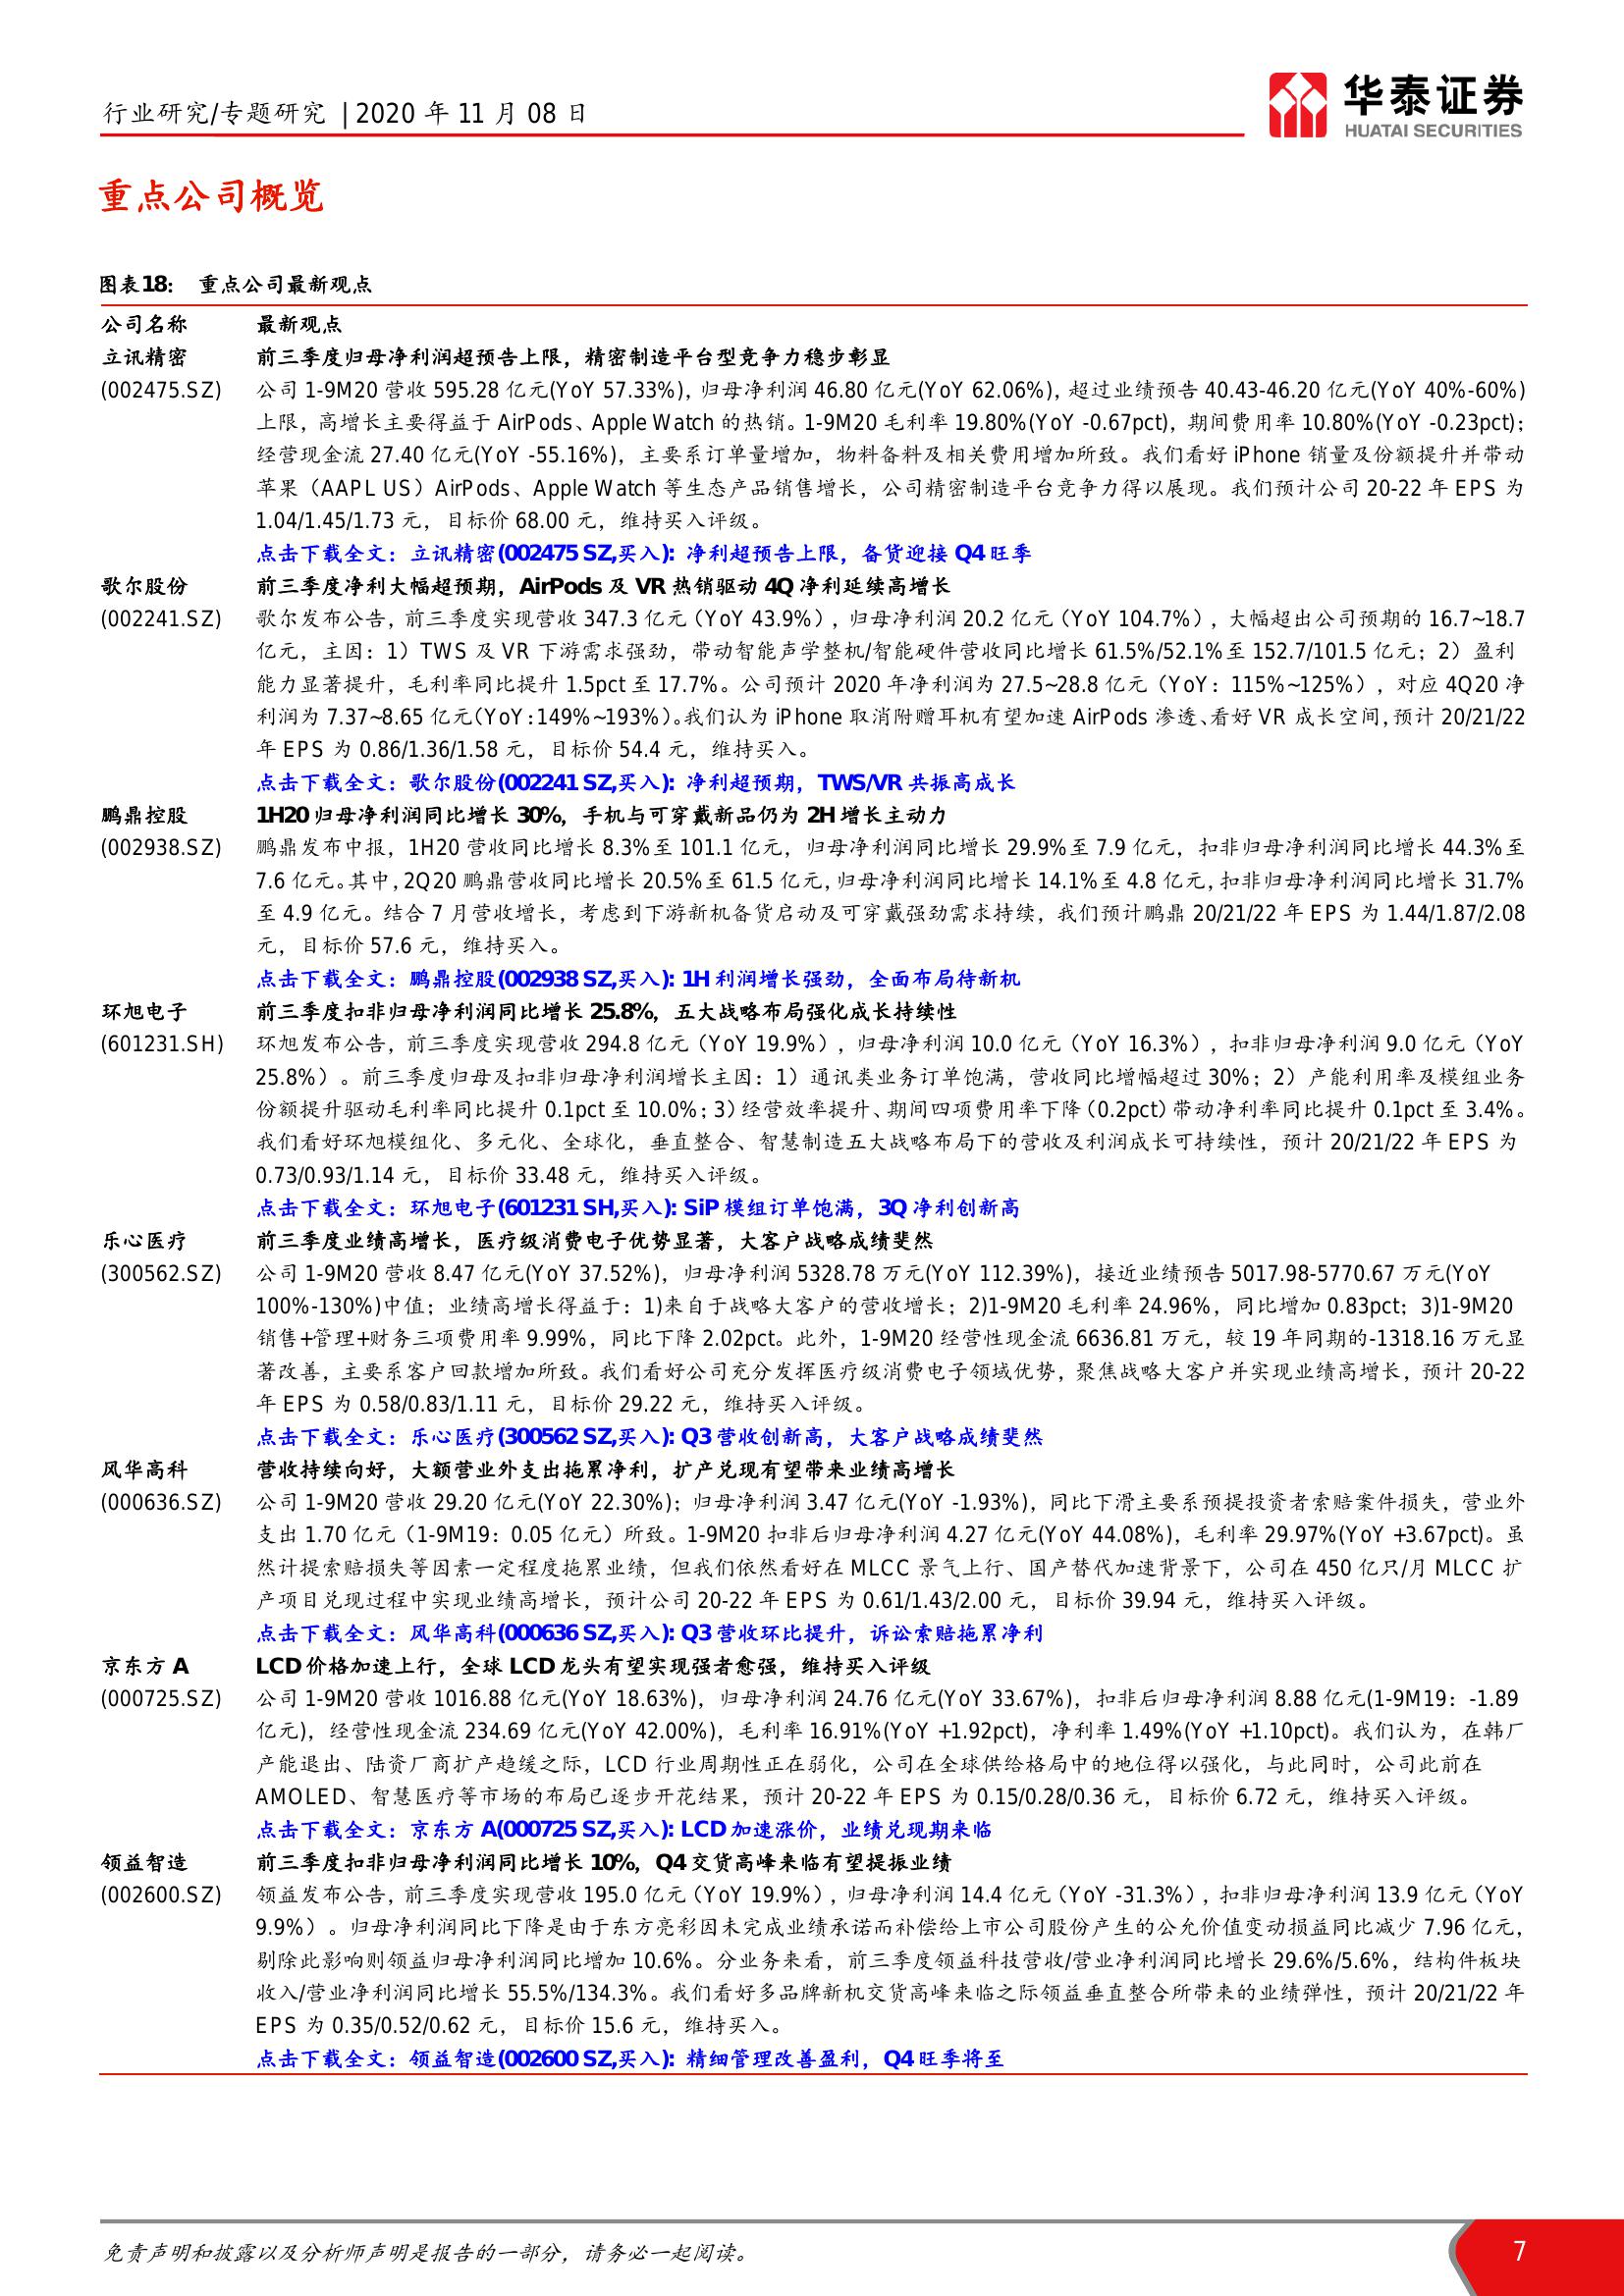 行业研究/专题研究 | 2020 年 11 月 08 日
华泰证券
HUATAI SECURITIES
重点公司概览
图表18： 重点公司最新观点
公司名称 最新观点
立讯精密 前三季度归母净利润超预告上限，精密制造平台型竞争力稳步彰显
(002475.SZ) 公司 1-9M20 营收 595.28 亿元(YoY 57.33%)，归母净利润 46.80 亿元(YoY 62.06%)，超过业绩预告 40.43-46.20 亿元(YoY 40%-60%)
上限，高增长主要得益于 AirPods、Apple Watch 的热销。1-9M20 毛利率 19.80%(YoY -0.67pct)，期间费用率 10.80%(YoY -0.23pct)；
经营现金流 27.40 亿元(YoY -55.16%)，主要系订单量增加，物料备料及相关费用增加所致。我们看好 iPhone 销量及份额提升并带动
苹果（AAPL US）AirPods、Apple Watch 等生态产品销售增长，公司精密制造平台竞争力得以展现。我们预计公司 20-22 年 EPS 为
1.04/1.45/1.73 元，目标价 68.00 元，维持买入评级。
点击下载全文：立讯精密(002475 SZ,买入): 净利超预告上限，备货迎接 Q4 旺季
歌尔股份 前三季度净利大幅超预期，AirPods 及 VR 热销驱动 4Q 净利延续高增长
(002241.SZ) 歌尔发布公告，前三季度实现营收 347.3 亿元（YoY 43.9%），归母净利润 20.2 亿元（YoY 104.7%），大幅超出公司预期的 16.7~18.7
亿元，主因：1）TWS 及 VR 下游需求强劲，带动智能声学整机/智能硬件营收同比增长 61.5%/52.1%至 152.7/101.5 亿元；2）盈利
能力显著提升，毛利率同比提升 1.5pct 至 17.7%。公司预计 2020 年净利润为 27.5~28.8 亿元（YoY：115%~125%），对应 4Q20 净
利润为 7.37~8.65 亿元(YoY：149%~193%)。我们认为 iPhone 取消附赠耳机有望加速 AirPods 渗透、看好 VR 成长空间，预计 20/21/22
年 EPS 为 0.86/1.36/1.58 元，目标价 54.4 元，维持买入。
点击下载全文：歌尔股份(002241 SZ,买入): 净利超预期，TWS/VR 共振高成长
鹏鼎控股 1H20 归母净利润同比增长 30%，手机与可穿戴新品仍为 2H 增长主动力
(002938.SZ) 鹏鼎发布中报，1H20 营收同比增长 8.3%至 101.1 亿元，归母净利润同比增长 29.9%至 7.9 亿元，扣非归母净利润同比增长 44.3%至
7.6 亿元。其中，2Q20 鹏鼎营收同比增长 20.5%至 61.5 亿元，归母净利润同比增长 14.1%至 4.8 亿元，扣非归母净利润同比增长 31.7%
至 4.9 亿元。结合 7 月营收增长，考虑到下游新机备货启动及可穿戴强劲需求持续，我们预计鹏鼎 20/21/22 年 EPS 为 1.44/1.87/2.08
元，目标价 57.6 元，维持买入。
点击下载全文：鹏鼎控股(002938 SZ,买入): 1H 利润增长强劲，全面布局待新机
环旭电子 前三季度扣非归母净利润同比增长 25.8%，五大战略布局强化成长持续性
(601231.SH) 环旭发布公告，前三季度实现营收 294.8 亿元（YoY 19.9%），归母净利润 10.0 亿元（YoY 16.3%），扣非归母净利润 9.0 亿元（YoY
25.8%）。前三季度归母及扣非归母净利润增长主因：1）通讯类业务订单饱满，营收同比增幅超过 30%；2）产能利用率及模组业务
份额提升驱动毛利率同比提升 0.1pct 至 10.0%；3）经营效率提升、期间四项费用率下降（0.2pct）带动净利率同比提升 0.1pct 至 3.4%。
我们看好环旭模组化、多元化、全球化，垂直整合、智慧制造五大战略布局下的营收及利润成长可持续性，预计 20/21/22 年 EPS 为
0.73/0.93/1.14 元，目标价 33.48 元，维持买入评级。
点击下载全文：环旭电子(601231 SH,买入): SiP 模组订单饱满，3Q 净利创新高
乐心医疗 前三季度业绩高增长，医疗级消费电子优势显著，大客户战略成绩斐然
(300562.SZ) 公司 1-9M20 营收 8.47 亿元(YoY 37.52%)，归母净利润 5328.78 万元(YoY 112.39%)，接近业绩预告 5017.98-5770.67 万元(YoY
100%-130%)中值；业绩高增长得益于：1)来自于战略大客户的营收增长；2)1-9M20 毛利率 24.96%，同比增加 0.83pct；3)1-9M20
销售+管理+财务三项费用率 9.99%，同比下降 2.02pct。此外，1-9M20 经营性现金流 6636.81 万元，较 19 年同期的-1318.16 万元显
著改善，主要系客户回款增加所致。我们看好公司充分发挥医疗级消费电子领域优势，聚焦战略大客户并实现业绩高增长，预计 20-22
年 EPS 为 0.58/0.83/1.11 元，目标价 29.22 元，维持买入评级。
点击下载全文：乐心医疗(300562 SZ,买入): Q3 营收创新高，大客户战略成绩斐然
风华高科 营收持续向好，大额营业外支出拖累净利，扩产兑现有望带来业绩高增长
(000636.SZ) 公司 1-9M20 营收 29.20 亿元(YoY 22.30%)；归母净利润 3.47 亿元(YoY -1.93%)，同比下滑主要系预提投资者索赔案件损失，营业外
支出 1.70 亿元（1-9M19：0.05 亿元）所致。1-9M20 扣非后归母净利润 4.27 亿元(YoY 44.08%)，毛利率 29.97%(YoY +3.67pct)。虽
然计提索赔损失等因素一定程度拖累业绩，但我们依然看好在 MLCC 景气上行、国产替代加速背景下，公司在 450 亿只/月 MLCC 扩
产项目兑现过程中实现业绩高增长，预计公司 20-22 年 EPS 为 0.61/1.43/2.00 元，目标价 39.94 元，维持买入评级。
点击下载全文：风华高科(000636 SZ,买入): Q3 营收环比提升，诉讼索赔拖累净利
京东方 A LCD 价格加速上行，全球 LCD 龙头有望实现强者愈强，维持买入评级
(000725.SZ) 公司 1-9M20 营收 1016.88 亿元(YoY 18.63%)，归母净利润 24.76 亿元(YoY 33.67%)，扣非后归母净利润 8.88 亿元(1-9M19：-1.89
亿元)，经营性现金流 234.69 亿元(YoY 42.00%)，毛利率 16.91%(YoY +1.92pct)，净利率 1.49%(YoY +1.10pct)。我们认为，在韩厂
产能退出、陆资厂商扩产趋缓之际，LCD 行业周期性正在弱化，公司在全球供给格局中的地位得以强化，与此同时，公司此前在
AMOLED、智慧医疗等市场的布局已逐步开花结果，预计 20-22 年 EPS 为 0.15/0.28/0.36 元，目标价 6.72 元，维持买入评级。
点击下载全文：京东方 A(000725 SZ,买入): LCD 加速涨价，业绩兑现期来临
领益智造 前三季度扣非归母净利润同比增长 10%，Q4 交货高峰来临有望提振业绩
(002600.SZ) 领益发布公告，前三季度实现营收 195.0 亿元（YoY 19.9%），归母净利润 14.4 亿元（YoY -31.3%），扣非归母净利润 13.9 亿元（YoY
9.9%）。归母净利润同比下降是由于东方亮彩因未完成业绩承诺而补偿给上市公司股份产生的公允价值变动损益同比减少 7.96 亿元，
剔除此影响则领益归母净利润同比增加 10.6%。分业务来看，前三季度领益科技营收/营业净利润同比增长 29.6%/5.6%，结构件板块
收入/营业净利润同比增长 55.5%/134.3%。我们看好多品牌新机交货高峰来临之际领益垂直整合所带来的业绩弹性，预计 20/21/22 年
EPS 为 0.35/0.52/0.62 元，目标价 15.6 元，维持买入。
点击下载全文：领益智造(002600 SZ,买入): 精细管理改善盈利，Q4 旺季将至
免责声明和披露以及分析师声明是报告的一部分，请务必一起阅读。
7